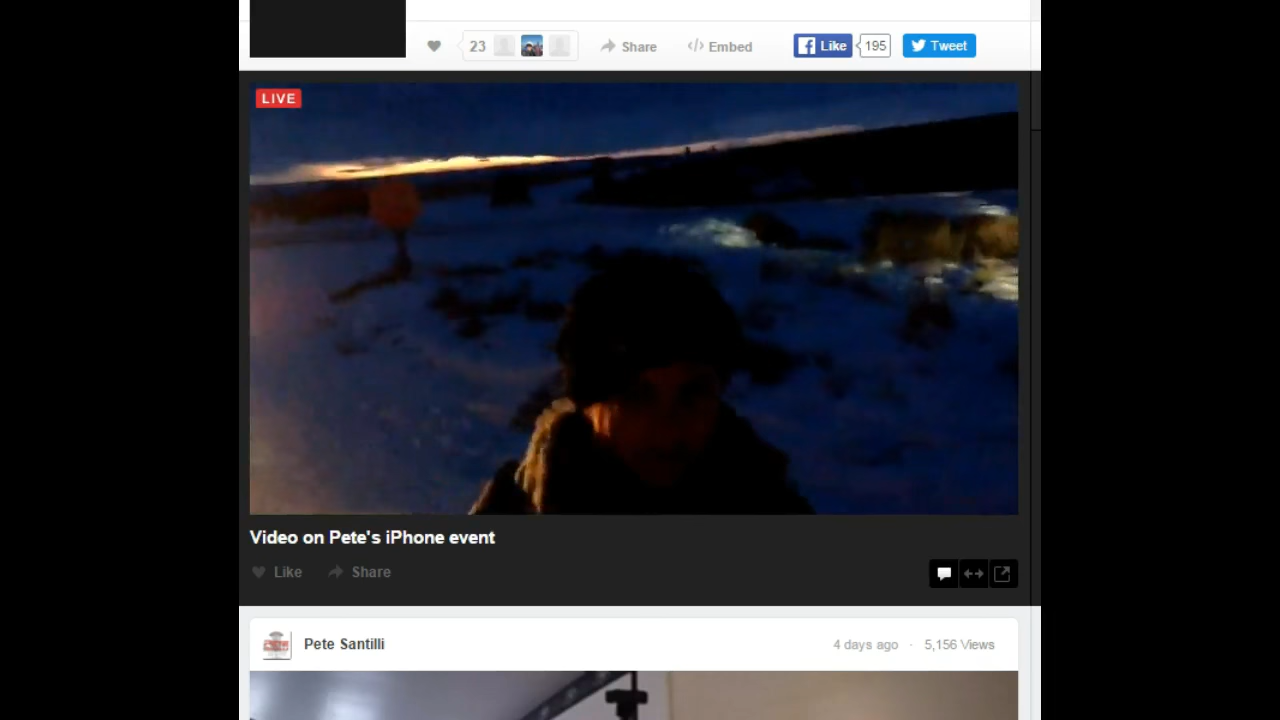 23
Share
Embed
Like
195
Tweet
LIVE
Video on Pete's iPhone event
Like
Share
Pete Santilli
4 days ago · 5,156 Views